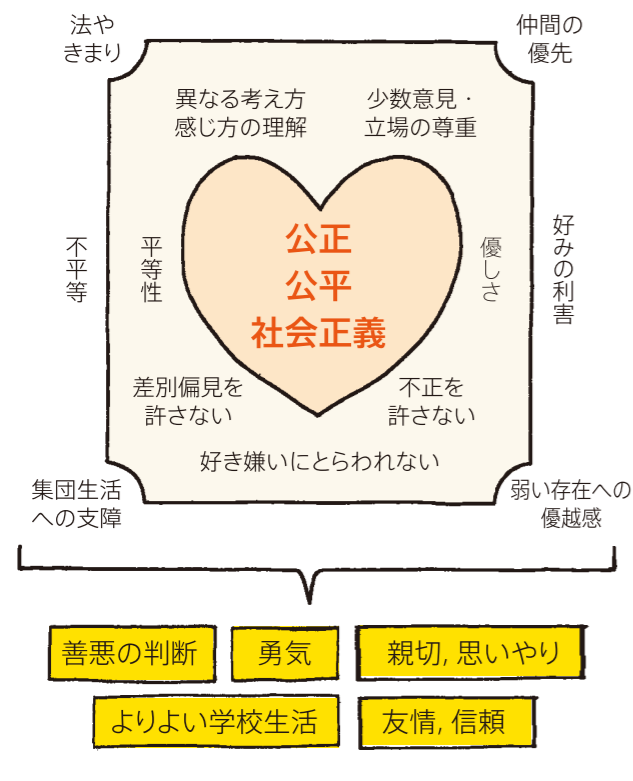 法や
きまり
仲間の
優先
異なる考え方
感じ方の理解
少数意見・
立場の尊重
不平等
平等性
公正
公平
社会正義
優しさ
好みの利害
差別偏見を
許さない
不正を
許さない
好き嫌いにとらわれない
集団生活
への支障
弱い存在への
優越感
善悪の判断
勇気
親切, 思いやり
よりよい学校生活
友情, 信頼